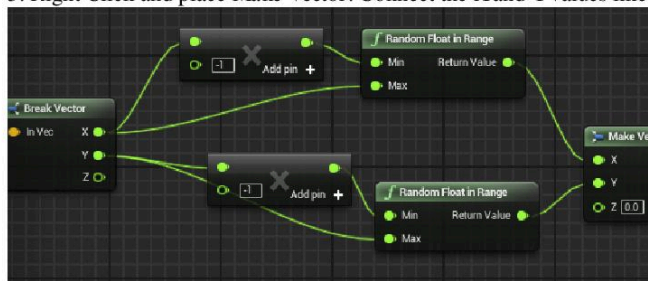 Random Float in Range
-1
Add pin +
Min
Return Value
Max
Break Vector
In Vec
X
Y
Z
Make Ve
X
Y
Z 0.0
-1
Add pin +
Random Float in Range
Min
Return Value
Max